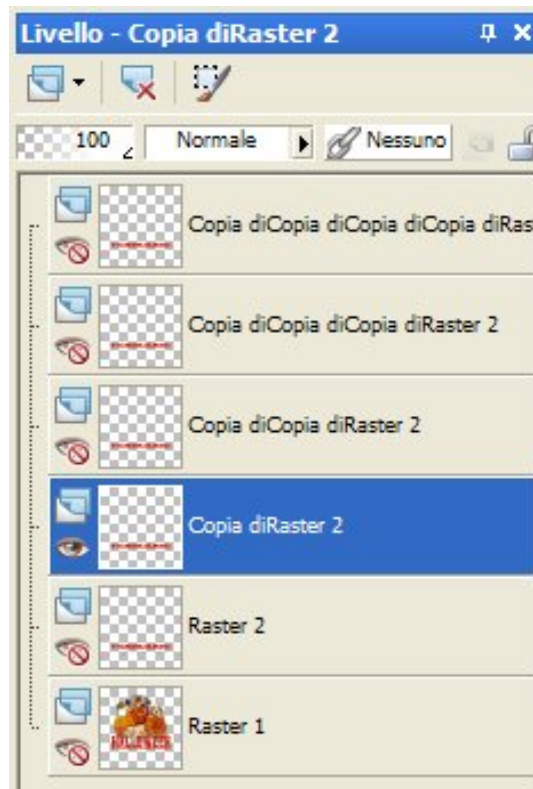 Livello - Copia diRaster 2
100
Normale
Nessuno
Copia diCopia diCopia diCopia diRas
Copia diCopia diCopia diRaster 2
Copia diCopia diRaster 2
Copia diRaster 2
Raster 2
Raster 1